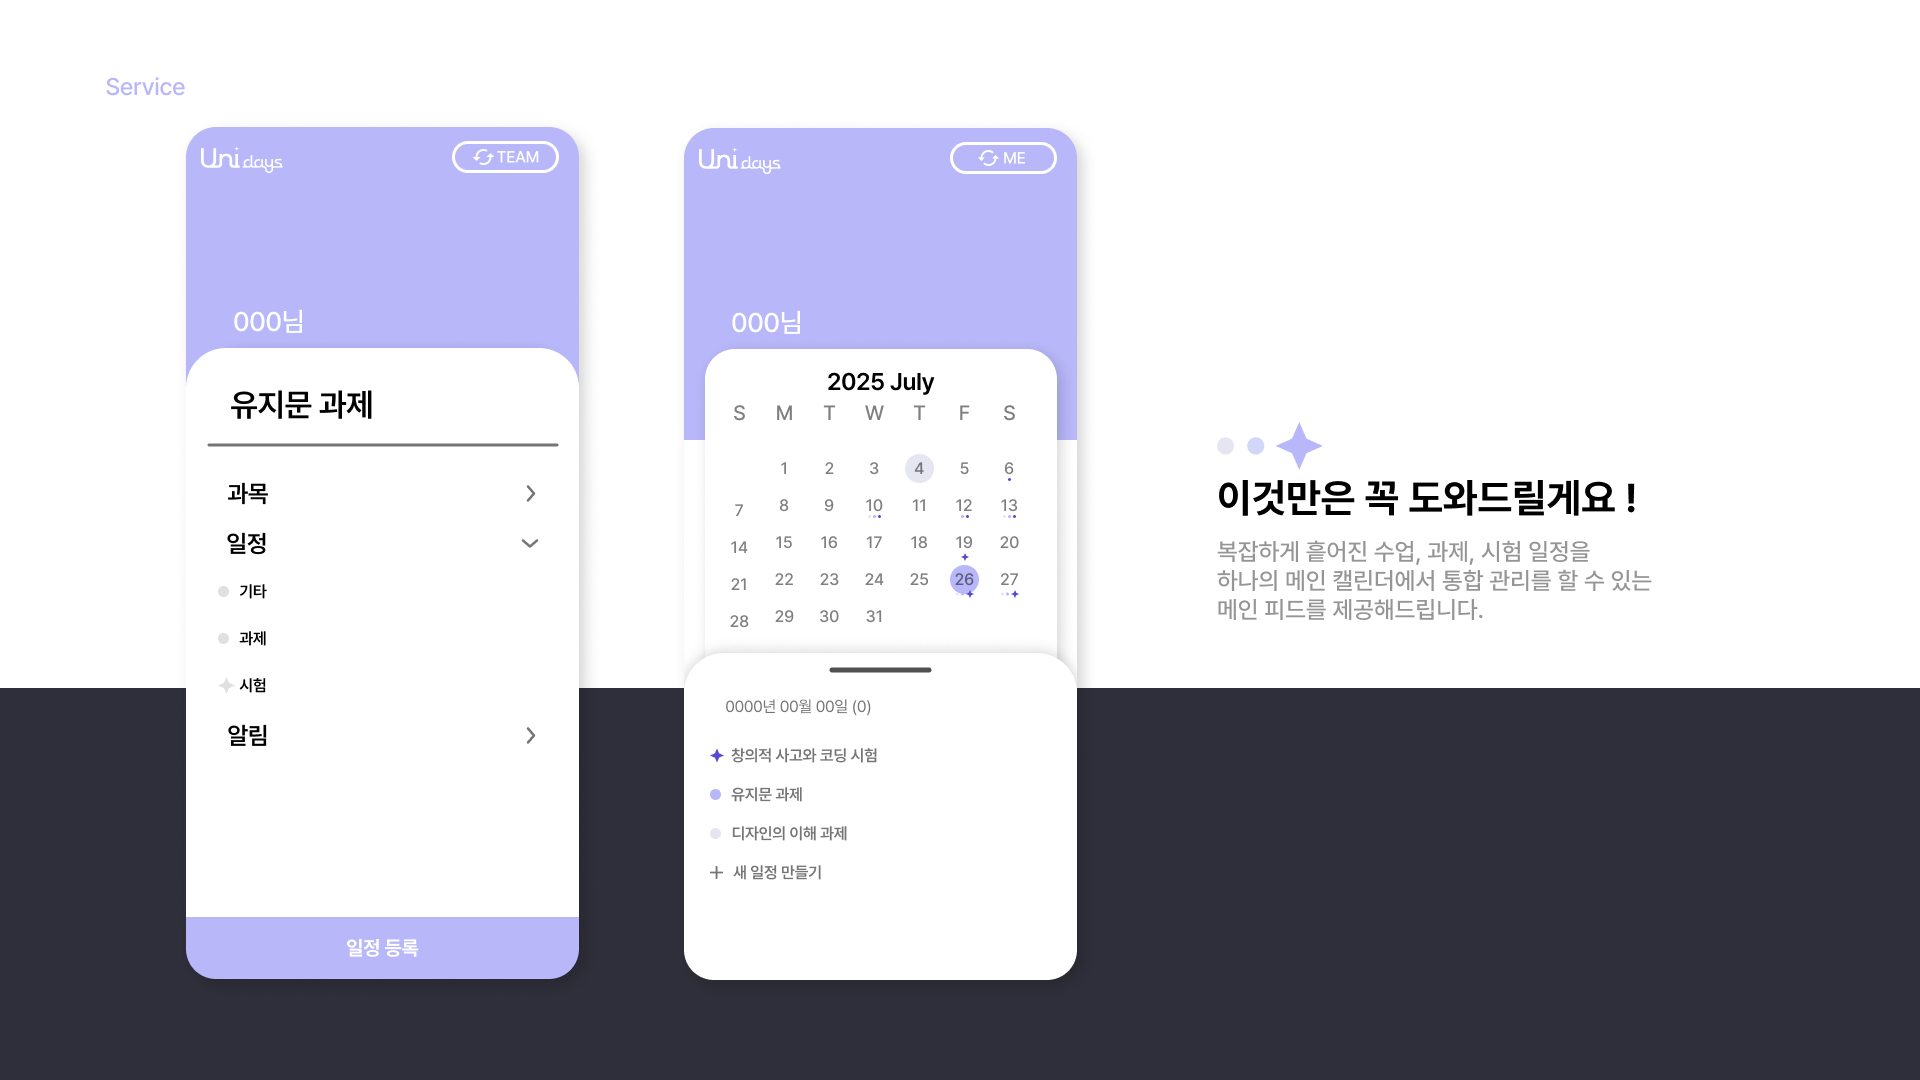 Service
Uni days
TEAM
000님
유지문 과제
과목
일정
기타
과제
시험
알림
일정 등록
Uni days
ME
000님
2025 July
S M T W T F S
1 2 3 4 5 6
7 8 9 10 11 12 13
14 15 16 17 18 19 20
21 22 23 24 25 26 27
28 29 30 31
0000년 00월 00일 (0)
창의적 사고와 코딩 시험
유지문 과제
디자인의 이해 과제
새 일정 만들기
이것만은 꼭 도와드릴게요 !
복잡하게 흩어진 수업, 과제, 시험 일정을
하나의 메인 캘린더에서 통합 관리를 할 수 있는
메인 피드를 제공해드립니다.